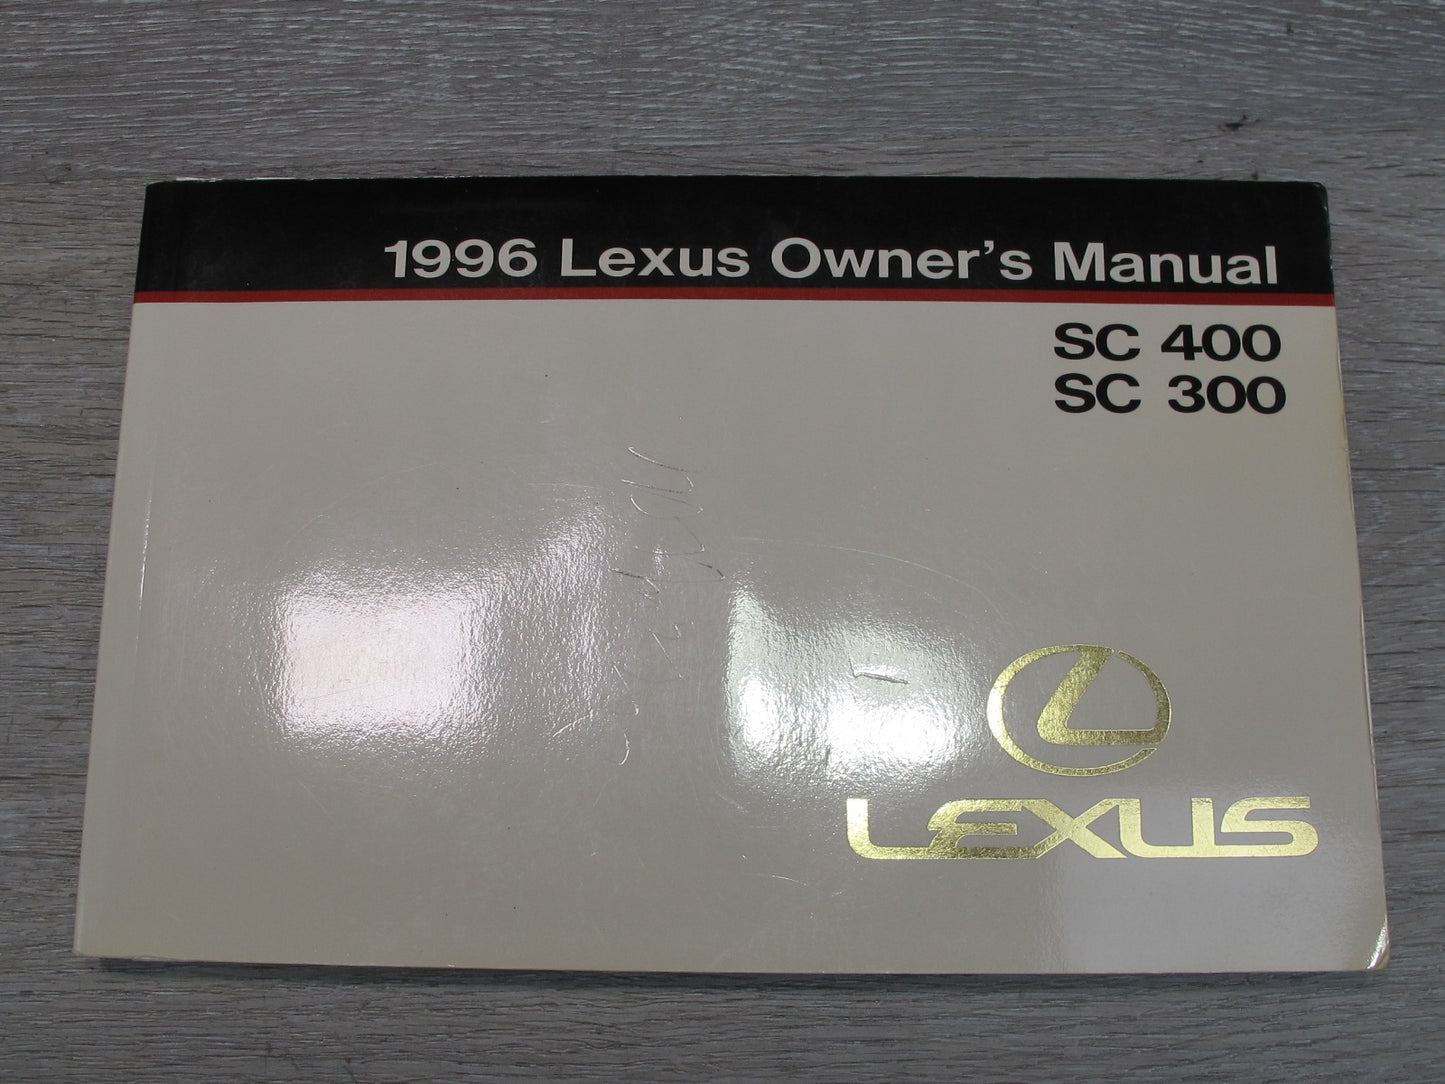 1996 Lexus Owner's Manual
SC 400
SC 300
LEXUS